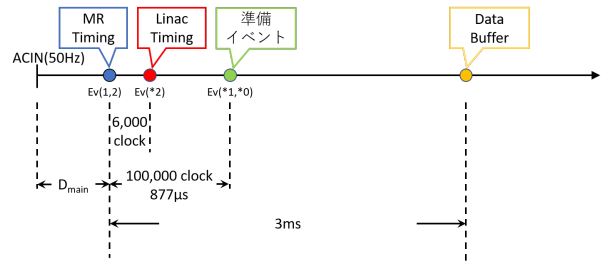 MR
Timing
Linac
Timing
準備
イベント
Data
Buffer
ACIN(50Hz)
Ev(1,2)
Ev(*2)
Ev(*1,*0)
6,000
clock
100,000 clock
877μs
Dmain
3ms